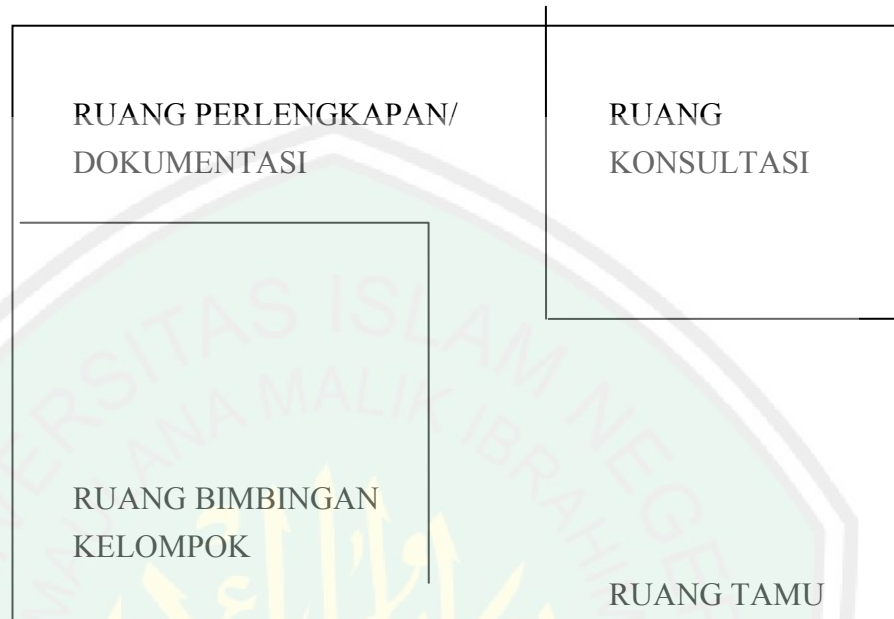 RUANG PERLENGKAPAN/
DOKUMENTASI
RUANG
KONSULTASI
RUANG BIMBINGAN
KELOMPOK
RUANG TAMU